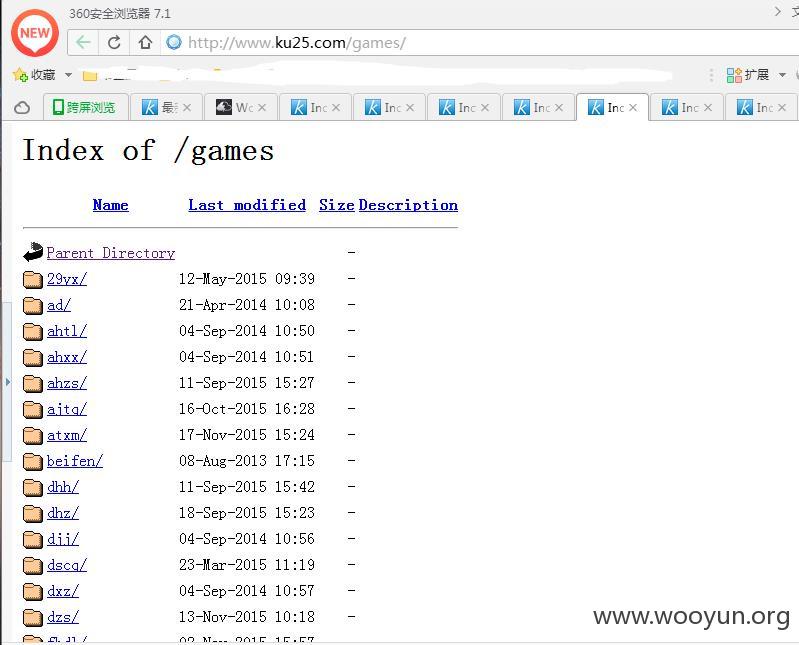 360安全浏览器 7.1
NEW
http://www.ku25.com/games/
收藏
扩展
跨屏浏览 最 Wc Inc Inc Inc Inc Inc Inc Inc
Index of /games
Name Last modified Size Description
Parent Directory -
29yx/ 12-May-2015 09:39 -
ad/ 21-Apr-2014 10:08 -
ahtl/ 04-Sep-2014 10:50 -
ahxx/ 04-Sep-2014 10:51 -
ahzs/ 11-Sep-2015 15:27 -
ajtg/ 16-Oct-2015 16:28 -
atxm/ 17-Nov-2015 15:24 -
beifen/ 08-Aug-2013 17:15 -
dhh/ 11-Sep-2015 15:42 -
dhz/ 18-Sep-2015 15:23 -
djj/ 04-Sep-2014 10:56 -
dscq/ 23-Mar-2015 11:19 -
dxz/ 04-Sep-2014 10:57 -
dzs/ 13-Nov-2015 10:18 -
www.wooyun.org